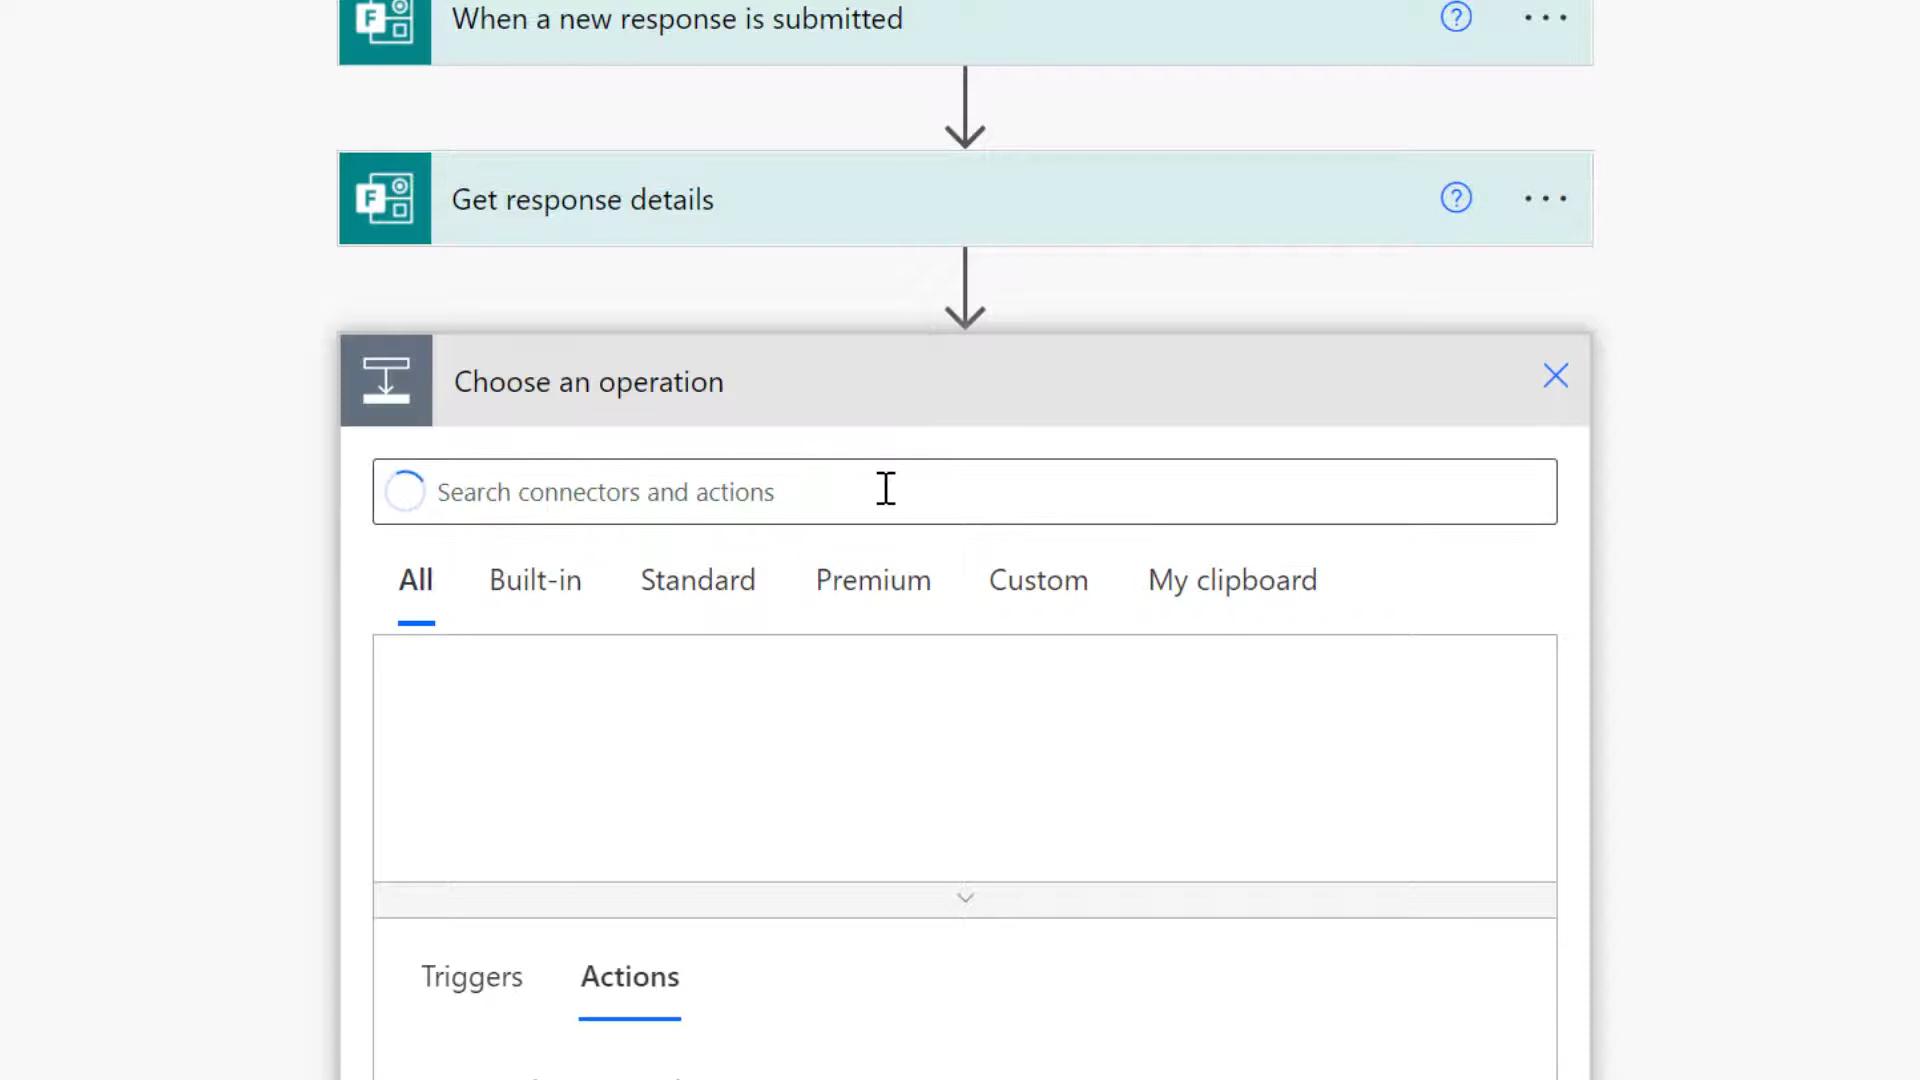 When a new response is submitted
Get response details
Choose an operation
Search connectors and actions
All Built-in Standard Premium Custom My clipboard
Triggers Actions